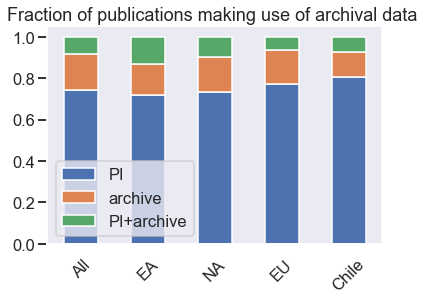 Fraction of publications making use of archival data
1.0
0.8
0.6
0.4
0.2
0.0
PI
archive
PI+archive
All
EA
NA
EU
Chile